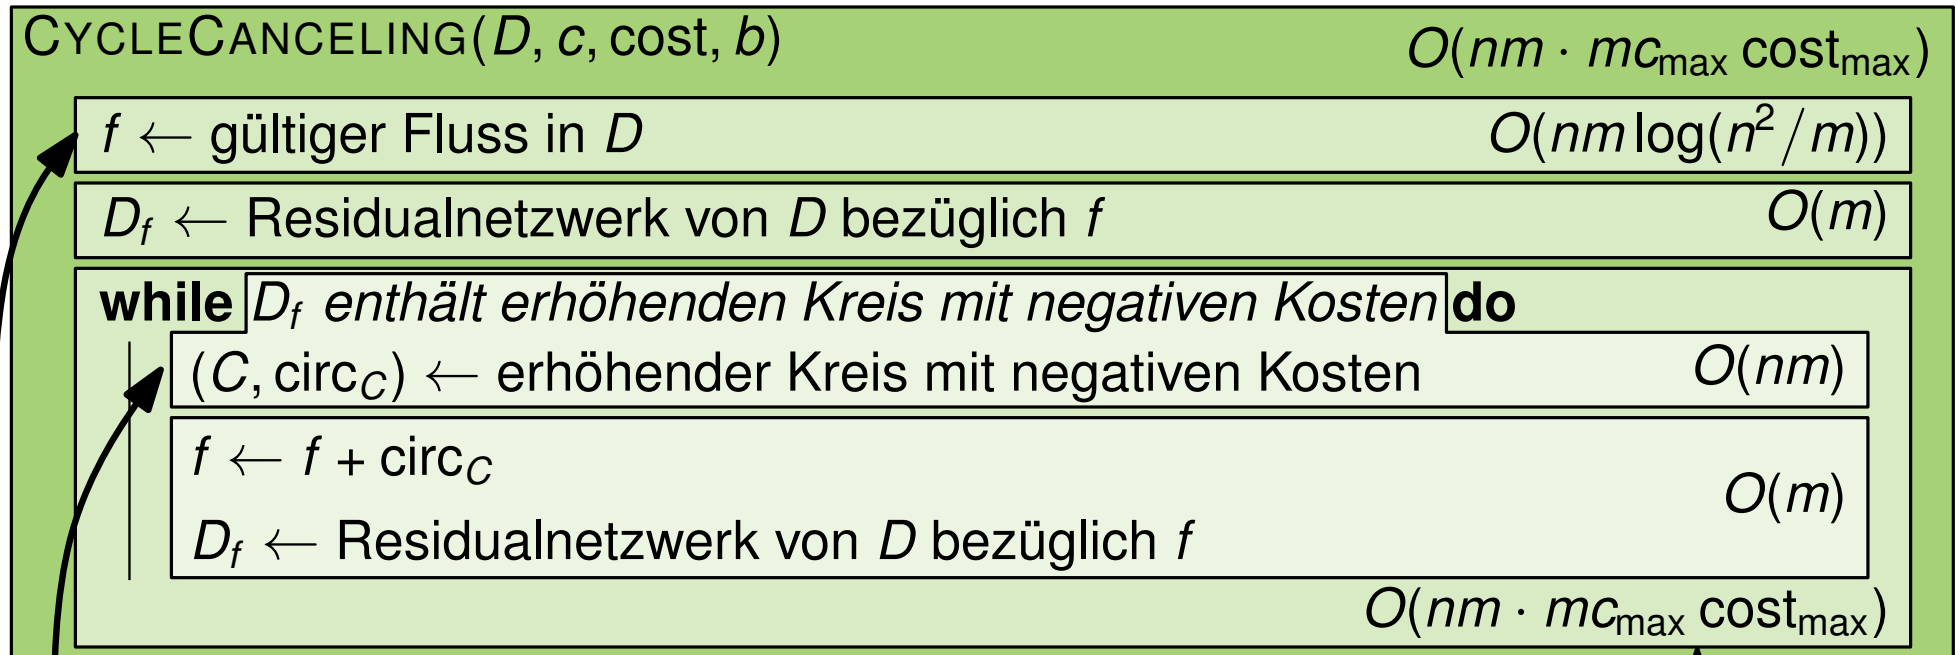 CYCLECANCELING(D, c, cost, b) O(nm · mc_max cost_max)
f ← gültiger Fluss in D O(nm log(n²/m))
D_f ← Residualnetzwerk von D bezüglich f O(m)
while D_f enthält erhöhenden Kreis mit negativen Kosten do
(C, circ_C) ← erhöhender Kreis mit negativen Kosten O(nm)
f ← f + circ_C
O(m)
D_f ← Residualnetzwerk von D bezüglich f
O(nm · mc_max cost_max)